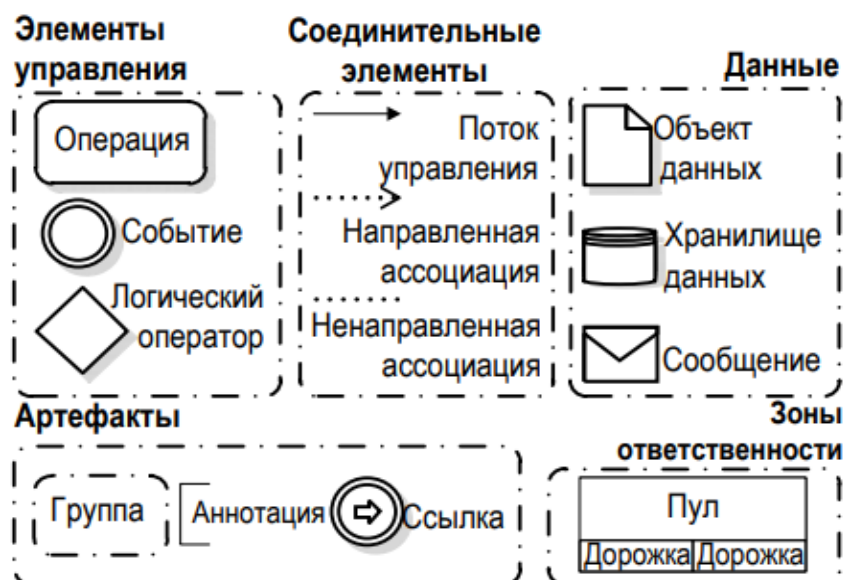 Элементы
управления
Соединительные
элементы
Данные
Операция
Событие
Логический
оператор
Поток
управления
Направленная
ассоциация
Ненаправленная
ассоциация
Объект
данных
Хранилище
данных
Сообщение
Артефакты
Группа
Аннотация
Ссылка
Зоны
ответственности
Пул
Дорожка Дорожка